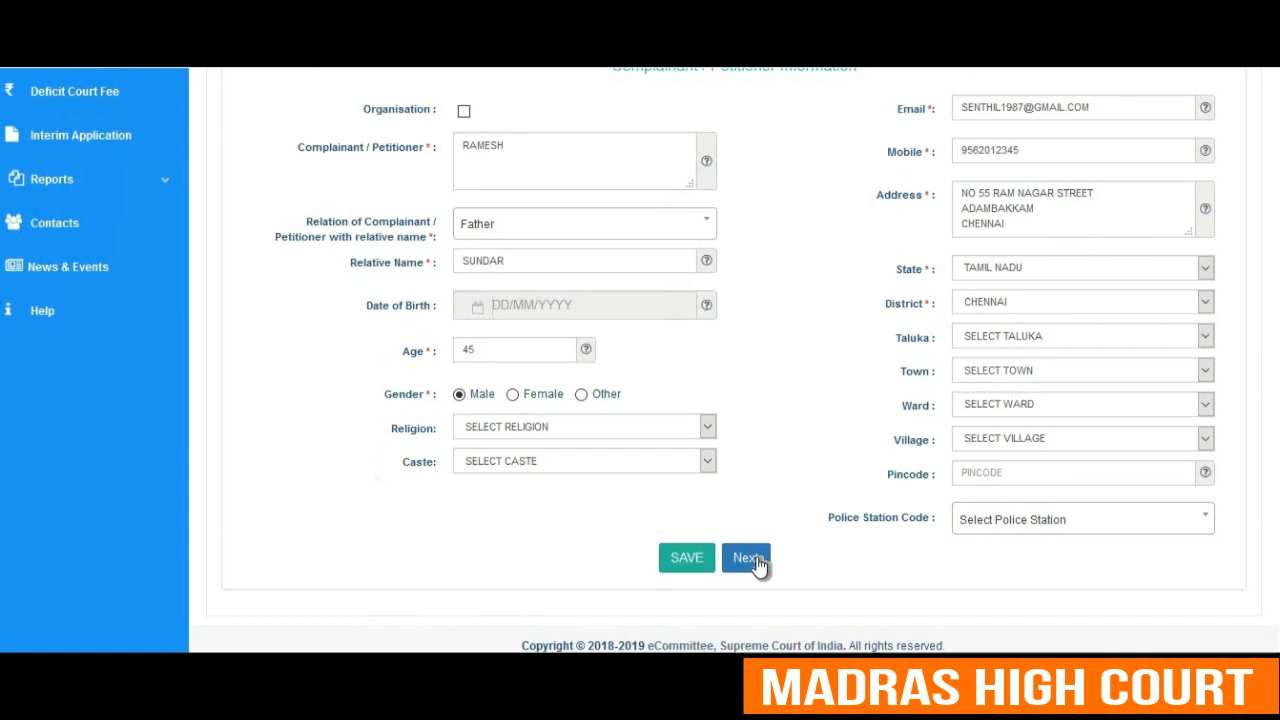 Complainant / Petitioner Information
₹ Deficit Court Fee
Interim Application
Reports
Contacts
News & Events
i Help
Organisation :
Complainant / Petitioner * :
RAMESH
Relation of Complainant /
Petitioner with relative name *:
Father
Relative Name * :
SUNDAR
Date of Birth :
DD/MM/YYYY
Age * :
45
Gender * :
Male
Female
Other
Religion:
SELECT RELIGION
Caste:
SELECT CASTE
Email *:
SENTHIL1987@GMAIL.COM
Mobile * :
9562012345
Address * :
NO 55 RAM NAGAR STREET
ADAMBAKKAM
CHENNAI
State * :
TAMIL NADU
District * :
CHENNAI
Taluka :
SELECT TALUKA
Town :
SELECT TOWN
Ward :
SELECT WARD
Village :
SELECT VILLAGE
Pincode :
PINCODE
Police Station Code :
Select Police Station
SAVE
Next
Copyright © 2018-2019 eCommittee, Supreme Court of India. All rights reserved.
MADRAS HIGH COURT